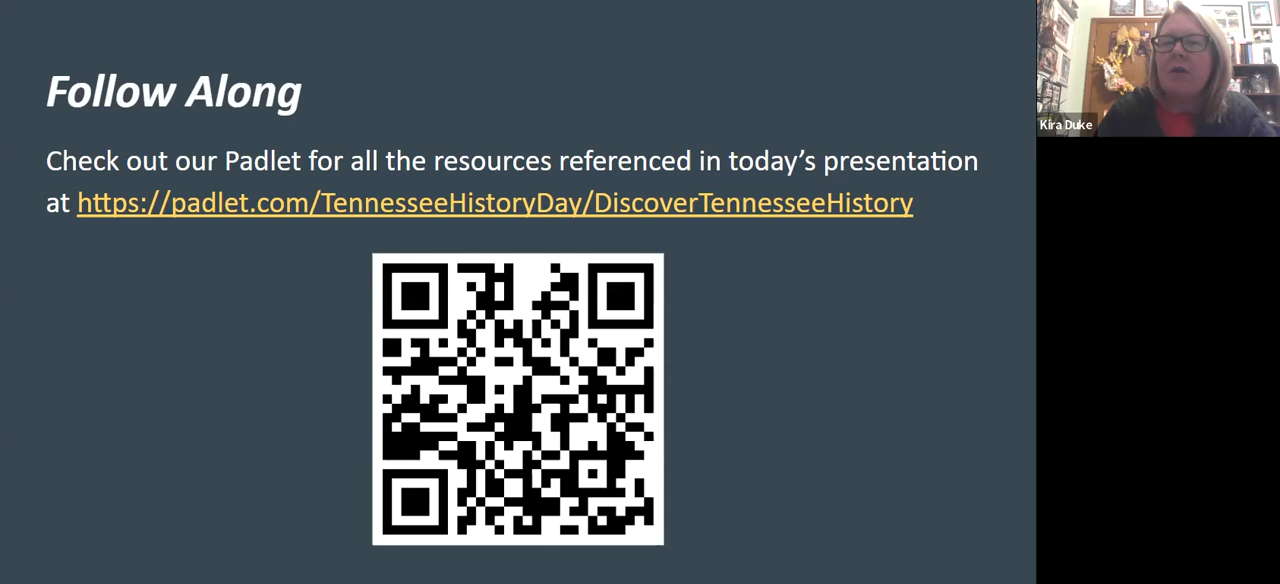 Follow Along
Check out our Padlet for all the resources referenced in today’s presentation
at https://padlet.com/TennesseeHistoryDay/DiscoverTennesseeHistory
Kira Duke